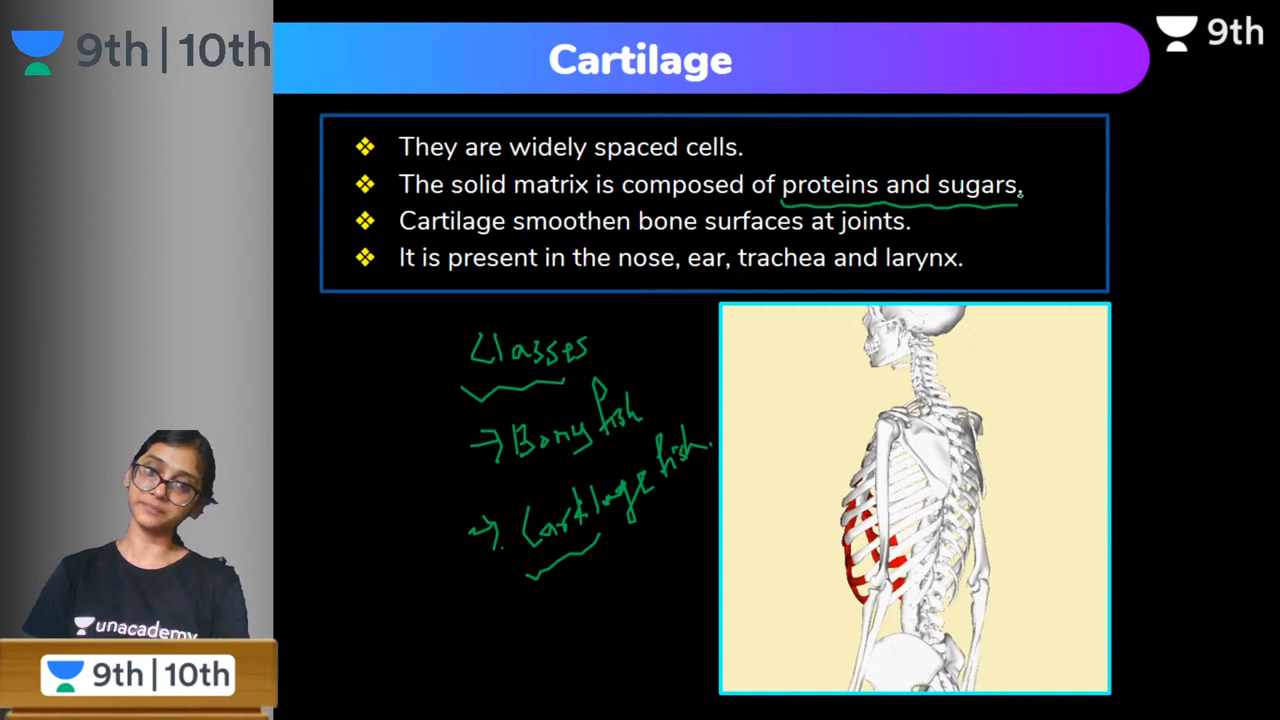 9th | 10th
Cartilage
9th
❖ They are widely spaced cells.
❖ The solid matrix is composed of proteins and sugars.
❖ Cartilage smoothen bone surfaces at joints.
❖ It is present in the nose, ear, trachea and larynx.
Classes
→ Bony fish
→ Cartilage fish.
unacademy
9th | 10th